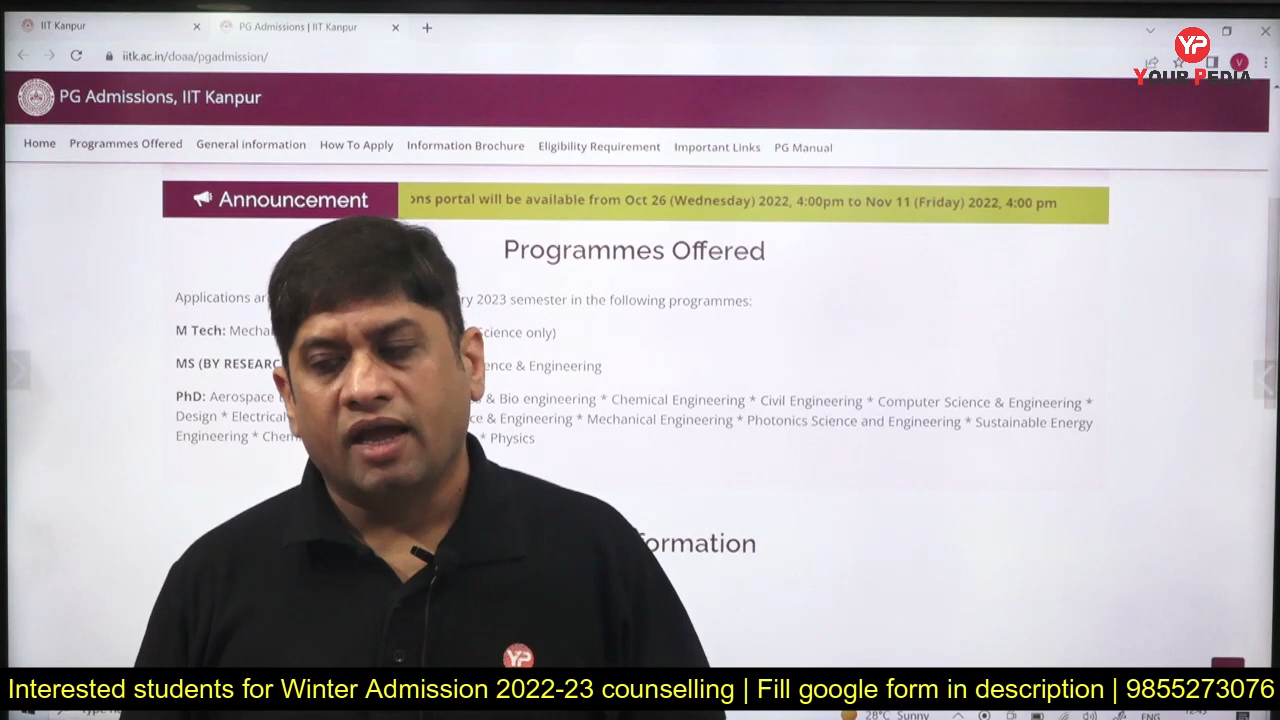 IIT Kanpur
PG Admissions | IIT Kanpur
iitk.ac.in/doaa/pgadmission/
V
YP
YOUR PEDIA
PG Admissions, IIT Kanpur
Home Programmes Offered General information How To Apply Information Brochure Eligibility Requirement Important Links PG Manual
Announcement
ons portal will be available from Oct 26 (Wednesday) 2022, 4:00pm to Nov 11 (Friday) 2022, 4:00 pm
Programmes Offered
Applications ar ry 2023 semester in the following programmes:
M Tech: Mechan Science only)
MS (BY RESEARC ence & Engineering
PhD: Aerospace & Bio engineering * Chemical Engineering * Civil Engineering * Computer Science & Engineering *
Design * Electrical ce & Engineering * Mechanical Engineering * Photonics Science and Engineering * Sustainable Energy
Engineering * Chem * Physics
formation
YP
Interested students for Winter Admission 2022-23 counselling | Fill google form in description | 9855273076
28°C Sunny
ENG